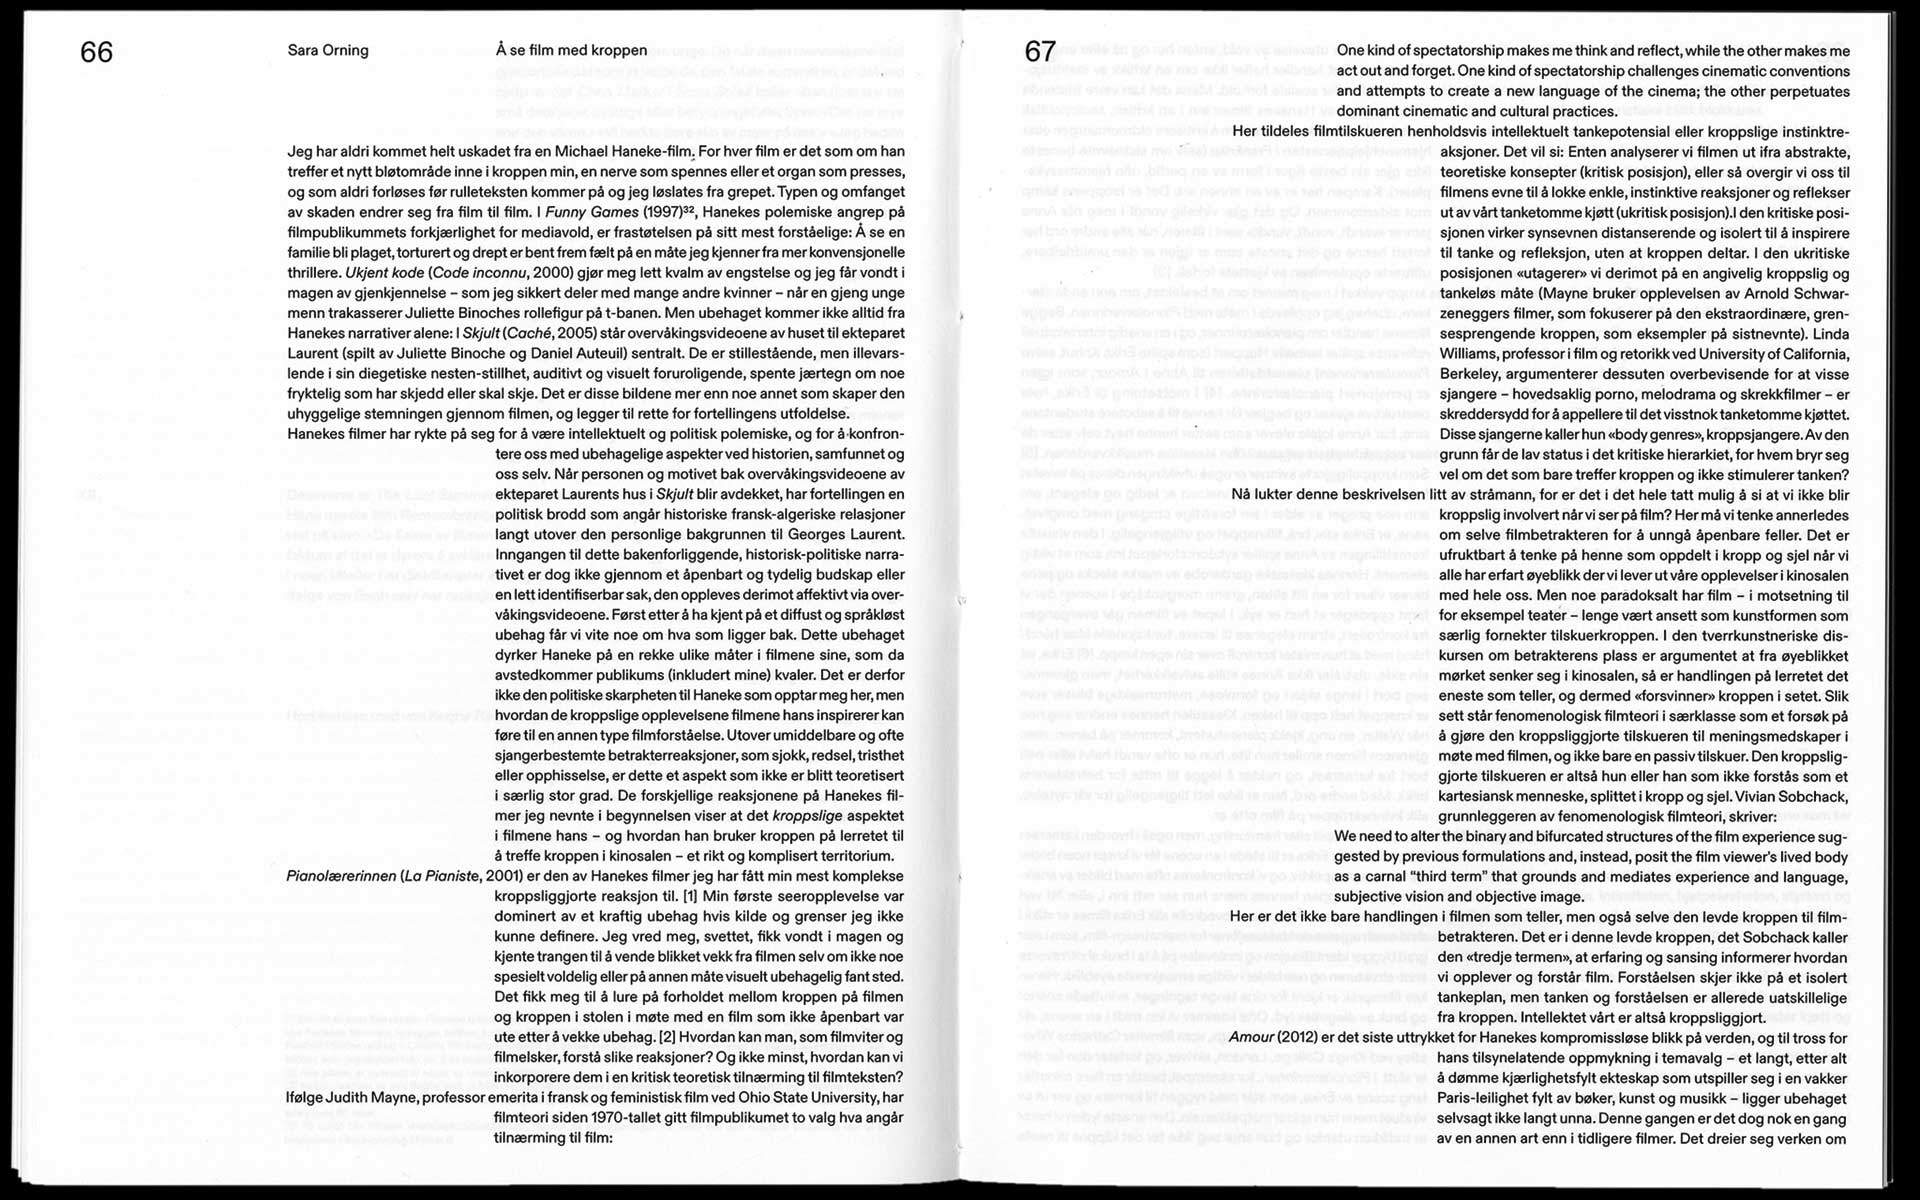 66
Sara Orning
Å se film med kroppen
Jeg har aldri kommet helt uskadet fra en Michael Haneke-film. For hver film er det som om han
treffer et nytt bløtområde inne i kroppen min, en nerve som spennes eller et organ som presses,
og som aldri forløses før rulleteksten kommer på og jeg løslates fra grepet. Typen og omfanget
av skaden endrer seg fra film til film. I Funny Games (1997)³², Hanekes polemiske angrep på
filmpublikummets forkjærlighet for mediavold, er frastøtelsen på sitt mest forståelige: Å se en
familie bli plaget, torturert og drept er bent frem fælt på en måte jeg kjenner fra mer konvensjonelle
thrillere. Ukjent kode (Code inconnu, 2000) gjør meg lett kvalm av engstelse og jeg får vondt i
magen av gjenkjennelse – som jeg sikkert deler med mange andre kvinner – når en gjeng unge
menn trakasserer Juliette Binoches rollefigur på t-banen. Men ubehaget kommer ikke alltid fra
Hanekes narrativer alene: I Skjult (Caché, 2005) står overvåkingsvideoene av huset til ekteparet
Laurent (spilt av Juliette Binoche og Daniel Auteuil) sentralt. De er stillestående, men illevars-
lende i sin diegetiske nesten-stillhet, auditivt og visuelt foruroligende, spente jærtegn om noe
fryktelig som har skjedd eller skal skje. Det er disse bildene mer enn noe annet som skaper den
uhyggelige stemningen gjennom filmen, og legger til rette for fortellingens utfoldelse.
Hanekes filmer har rykte på seg for å være intellektuelt og politisk polemiske, og for å konfron-
tere oss med ubehagelige aspekter ved historien, samfunnet og
oss selv. Når personen og motivet bak overvåkingsvideoene av
ekteparet Laurents hus i Skjult blir avdekket, har fortellingen en
politisk brodd som angår historiske fransk-algeriske relasjoner
langt utover den personlige bakgrunnen til Georges Laurent.
Inngangen til dette bakenforliggende, historisk-politiske narra-
tivet er dog ikke gjennom et åpenbart og tydelig budskap eller
en lett identifiserbar sak, den oppleves derimot affektivt via over-
våkingsvideoene. Først etter å ha kjent på et diffust og språkløst
ubehag får vi vite noe om hva som ligger bak. Dette ubehaget
dyrker Haneke på en rekke ulike måter i filmene sine, som da
avstedkommer publikums (inkludert mine) kvaler. Det er derfor
ikke den politiske skarpheten til Haneke som opptar meg her, men
hvordan de kroppslige opplevelsene filmene hans inspirerer kan
føre til en annen type filmforståelse. Utover umiddelbare og ofte
sjangerbestemte betrakterreaksjoner, som sjokk, redsel, tristhet
eller opphisselse, er dette et aspekt som ikke er blitt teoretisert
i særlig stor grad. De forskjellige reaksjonene på Hanekes fil-
mer jeg nevnte i begynnelsen viser at det kroppslige aspektet
i filmene hans – og hvordan han bruker kroppen på lerretet til
å treffe kroppen i kinosalen – et rikt og komplisert territorium.
Pianolærerinnen (La Pianiste, 2001) er den av Hanekes filmer jeg har fått min mest komplekse
kroppsliggjorte reaksjon til. [1] Min første seeropplevelse var
dominert av et kraftig ubehag hvis kilde og grenser jeg ikke
kunne definere. Jeg vred meg, svettet, fikk vondt i magen og
kjente trangen til å vende blikket vekk fra filmen selv om ikke noe
spesielt voldelig eller på annen måte visuelt ubehagelig fant sted.
Det fikk meg til å lure på forholdet mellom kroppen på filmen
og kroppen i stolen i møte med en film som ikke åpenbart var
ute etter å vekke ubehag. [2] Hvordan kan man, som filmviter og
filmelsker, forstå slike reaksjoner? Og ikke minst, hvordan kan vi
inkorporere dem i en kritisk teoretisk tilnærming til filmteksten?
Ifølge Judith Mayne, professor emerita i fransk og feministisk film ved Ohio State University, har
filmteori siden 1970-tallet gitt filmpublikumet to valg hva angår
tilnærming til film:
67
One kind of spectatorship makes me think and reflect, while the other makes me
act out and forget. One kind of spectatorship challenges cinematic conventions
and attempts to create a new language of the cinema; the other perpetuates
dominant cinematic and cultural practices.
Her tildeles filmtilskueren henholdsvis intellektuelt tankepotensial eller kroppslige instinktre-
aksjoner. Det vil si: Enten analyserer vi filmen ut ifra abstrakte,
teoretiske konsepter (kritisk posisjon), eller så overgir vi oss til
filmens evne til å lokke enkle, instinktive reaksjoner og reflekser
ut av vårt tanketomme kjøtt (ukritisk posisjon).I den kritiske posi-
sjonen virker synsevnen distanserende og isolert til å inspirere
til tanke og refleksjon, uten at kroppen deltar. I den ukritiske
posisjonen «utagerer» vi derimot på en angivelig kroppslig og
tankeløs måte (Mayne bruker opplevelsen av Arnold Schwar-
zeneggers filmer, som fokuserer på den ekstraordinære, gren-
sesprengende kroppen, som eksempler på sistnevnte). Linda
Williams, professor i film og retorikk ved University of California,
Berkeley, argumenterer dessuten overbevisende for at visse
sjangere – hovedsaklig porno, melodrama og skrekkfilmer – er
skreddersydd for å appellere til det visstnok tanketomme kjøttet.
Disse sjangerne kaller hun «body genres», kroppsjangere. Av den
grunn får de lav status i det kritiske hierarkiet, for hvem bryr seg
vel om det som bare treffer kroppen og ikke stimulerer tanken?
Nå lukter denne beskrivelsen litt av stråmann, for er det i det hele tatt mulig å si at vi ikke blir
kroppslig involvert når vi ser på film? Her må vi tenke annerledes
om selve filmbetrakteren for å unngå åpenbare feller. Det er
ufruktbart å tenke på henne som oppdelt i kropp og sjel når vi
alle har erfart øyeblikk der vi lever ut våre opplevelser i kinosalen
med hele oss. Men noe paradoksalt har film – i motsetning til
for eksempel teater – lenge vært ansett som kunstformen som
særlig fornekter tilskuerkroppen. I den tverrkunstneriske dis-
kursen om betrakterens plass er argumentet at fra øyeblikket
mørket senker seg i kinosalen, så er handlingen på lerretet det
eneste som teller, og dermed «forsvinner» kroppen i setet. Slik
sett står fenomenologisk filmteori i særklasse som et forsøk på
å gjøre den kroppsliggjorte tilskueren til meningsmedskaper i
møte med filmen, og ikke bare en passiv tilskuer. Den kroppslig-
gjorte tilskueren er altså hun eller han som ikke forstås som et
kartesiansk menneske, splittet i kropp og sjel. Vivian Sobchack,
grunnleggeren av fenomenologisk filmteori, skriver:
We need to alter the binary and bifurcated structures of the film experience sug-
gested by previous formulations and, instead, posit the film viewer's lived body
as a carnal “third term” that grounds and mediates experience and language,
subjective vision and objective image.
Her er det ikke bare handlingen i filmen som teller, men også selve den levde kroppen til film-
betrakteren. Det er i denne levde kroppen, det Sobchack kaller
den «tredje termen», at erfaring og sansing informerer hvordan
vi opplever og forstår film. Forståelsen skjer ikke på et isolert
tankeplan, men tanken og forståelsen er allerede uatskillelige
fra kroppen. Intellektet vårt er altså kroppsliggjort.
Amour (2012) er det siste uttrykket for Hanekes kompromissløse blikk på verden, og til tross for
hans tilsynelatende oppmykning i temavalg – et langt, etter alt
å dømme kjærlighetsfylt ekteskap som utspiller seg i en vakker
Paris-leilighet fylt av bøker, kunst og musikk – ligger ubehaget
selvsagt ikke langt unna. Denne gangen er det dog nok en gang
av en annen art enn i tidligere filmer. Det dreier seg verken om